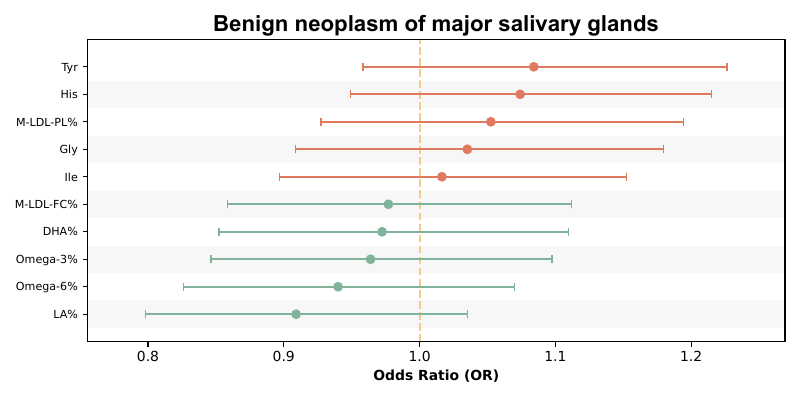 Benign neoplasm of major salivary glands
Tyr
His
M-LDL-PL%
Gly
Ile
M-LDL-FC%
DHA%
Omega-3%
Omega-6%
LA%
0.8 0.9 1.0 1.1 1.2
Odds Ratio (OR)